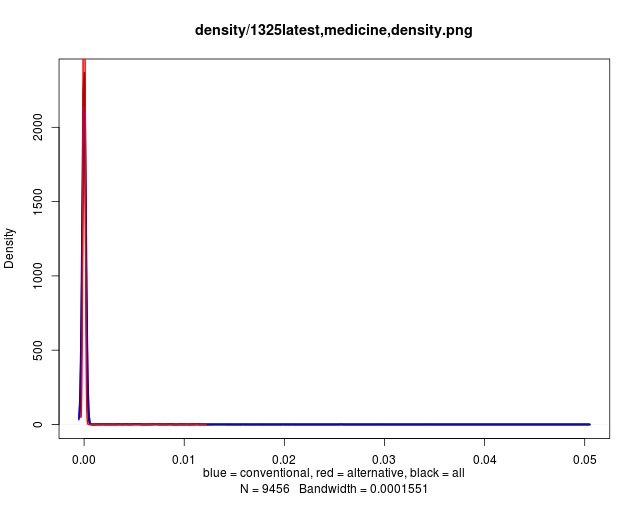 density/1325latest,medicine,density.png
Density
2000
1500
1000
500
0
0.00 0.01 0.02 0.03 0.04 0.05
blue = conventional, red = alternative, black = all
N = 9456 Bandwidth = 0.0001551